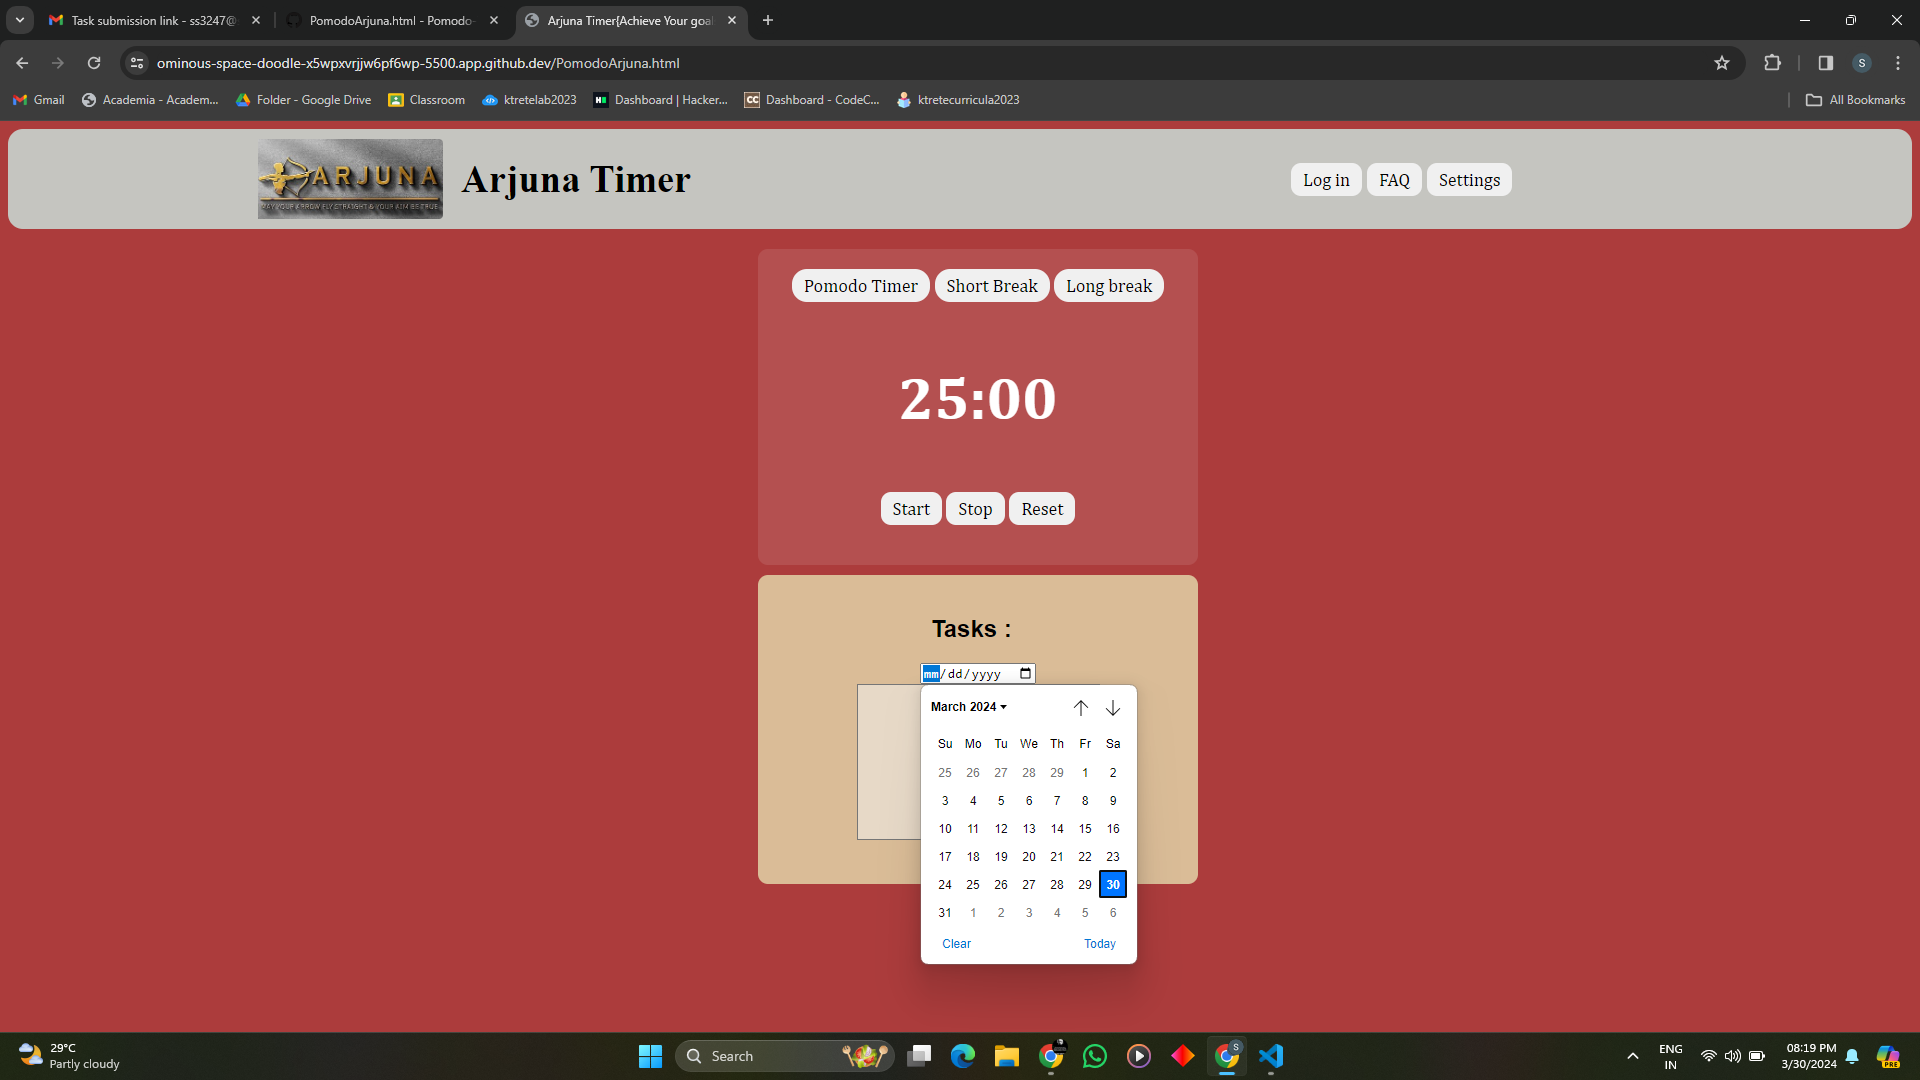 Task submission link - ss3247@
PomodoArjuna.html - Pomodo-
Arjuna Timer{Achieve Your goal
ominous-space-doodle-x5wpxvrjjw6pf6wp-5500.app.github.dev/PomodoArjuna.html
S
Gmail
Academia - Academ...
Folder - Google Drive
Classroom
ktretelab2023
Dashboard | Hacker...
CC
Dashboard - CodeC...
ktretecurricula2023
All Bookmarks
ARJUNA
MAY YOUR ARROW FLY STRAIGHT & YOUR AIM BE TRUE
Arjuna Timer
Log in FAQ Settings
Pomodo Timer Short Break Long break
25:00
Start Stop Reset
Tasks :
mm/dd/yyyy
March 2024
Su Mo Tu We Th Fr Sa
25 26 27 28 29 1 2
3 4 5 6 7 8 9
10 11 12 13 14 15 16
17 18 19 20 21 22 23
24 25 26 27 28 29 30
31 1 2 3 4 5 6
Clear Today
29°C
Partly cloudy
Search
S
ENG
IN
08:19 PM
3/30/2024
PRE